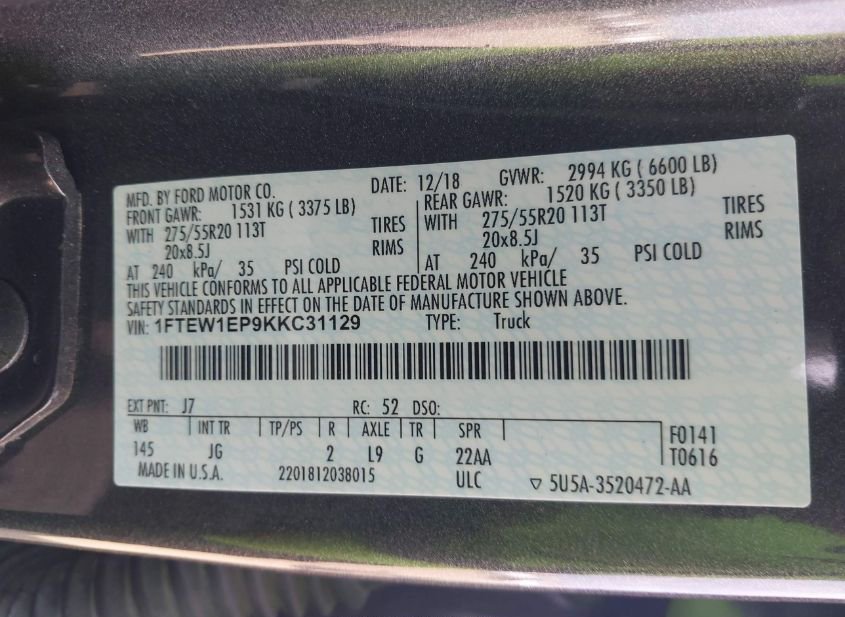 MFD. BY FORD MOTOR CO. DATE: 12/18 GVWR: 2994 KG ( 6600 LB)
FRONT GAWR: 1531 KG ( 3375 LB) REAR GAWR: 1520 KG ( 3350 LB)
WITH 275/55R20 113T TIRES WITH 275/55R20 113T TIRES
20x8.5J RIMS 20x8.5J RIMS
AT 240 kPa/ 35 PSI COLD AT 240 kPa/ 35 PSI COLD
THIS VEHICLE CONFORMS TO ALL APPLICABLE FEDERAL MOTOR VEHICLE
SAFETY STANDARDS IN EFFECT ON THE DATE OF MANUFACTURE SHOWN ABOVE.
VIN: 1FTEW1EP9KKC31129 TYPE: Truck
EXT PNT: J7 RC: 52 DSO:
WB INT TR TP/PS R AXLE TR SPR F0141
145 JG 2 L9 G 22AA T0616
MADE IN U.S.A. 2201812038015 ULC ▽ 5U5A-3520472-AA